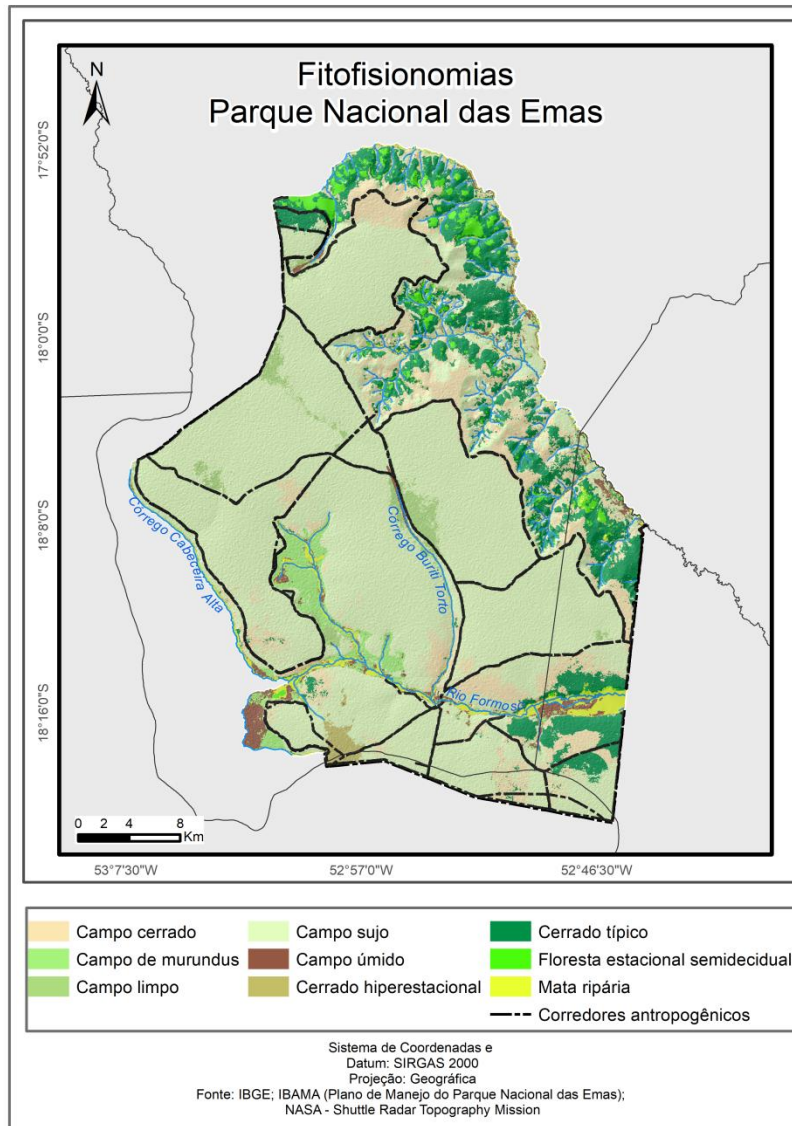 N
Fitofisionomias
Parque Nacional das Emas
17°52'0"S
18°0'0"S
18°8'0"S
18°16'0"S
Córrego Cabeceira Alta
Córrego Buriti Torto
Rio Formoso
0 2 4 8
Km
53°7'30"W 52°57'0"W 52°46'30"W
Campo cerrado
Campo de murundus
Campo limpo
Campo sujo
Campo úmido
Cerrado hiperestacional
Cerrado típico
Floresta estacional semidecidual
Mata ripária
Corredores antropogênicos
Sistema de Coordenadas e
Datum: SIRGAS 2000
Projeção: Geográfica
Fonte: IBGE; IBAMA (Plano de Manejo do Parque Nacional das Emas);
NASA - Shuttle Radar Topography Mission